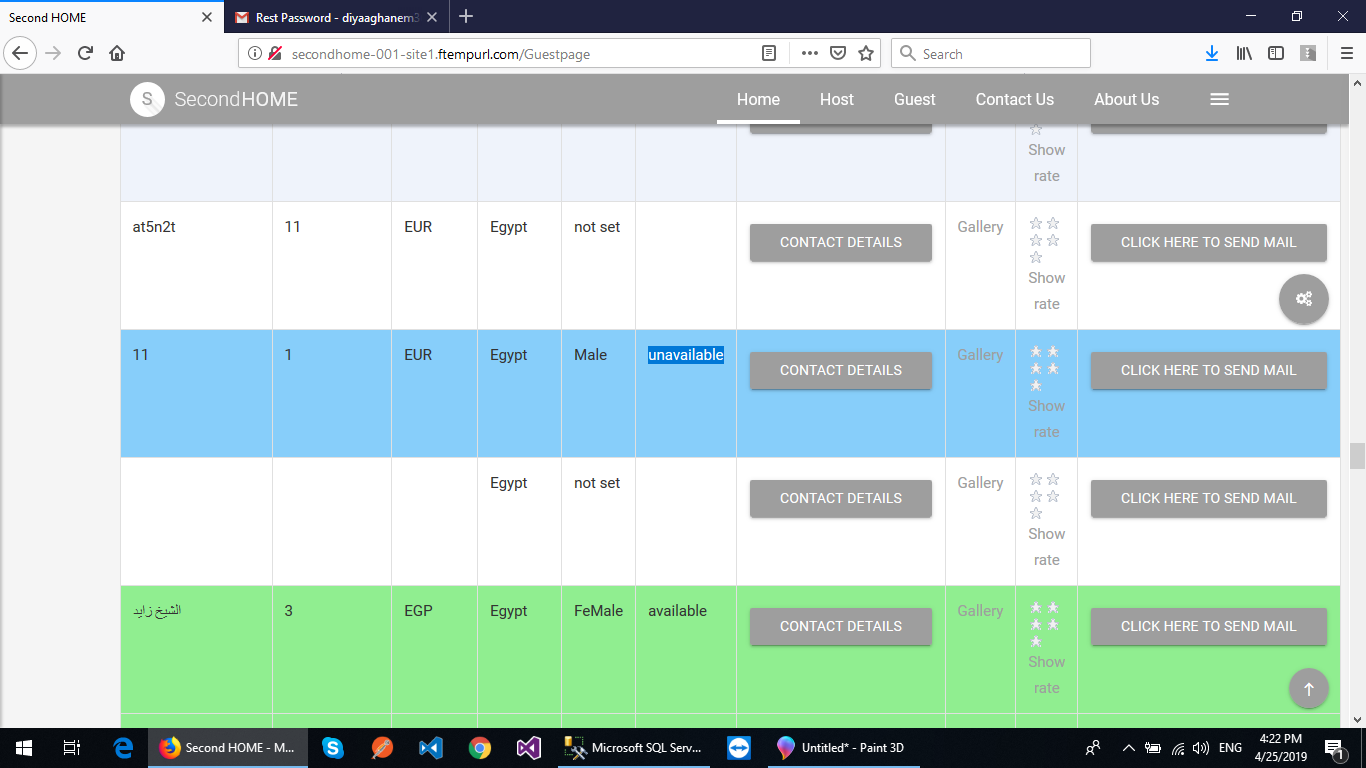 Second HOME
Rest Password - diyaaghanem3
secondhome-001-site1.ftempurl.com/Guestpage
Search
S SecondHOME
Home Host Guest Contact Us About Us
Show
rate
at5n2t 11 EUR Egypt not set CONTACT DETAILS Gallery CLICK HERE TO SEND MAIL
Show
rate
11 1 EUR Egypt Male unavailable CONTACT DETAILS Gallery CLICK HERE TO SEND MAIL
Show
rate
Egypt not set CONTACT DETAILS Gallery CLICK HERE TO SEND MAIL
Show
rate
الشيخ زايد 3 EGP Egypt FeMale available CONTACT DETAILS Gallery CLICK HERE TO SEND MAIL
Show
rate
Second HOME - M...
Microsoft SQL Serv...
Untitled* - Paint 3D
ENG
4:22 PM
4/25/2019
1